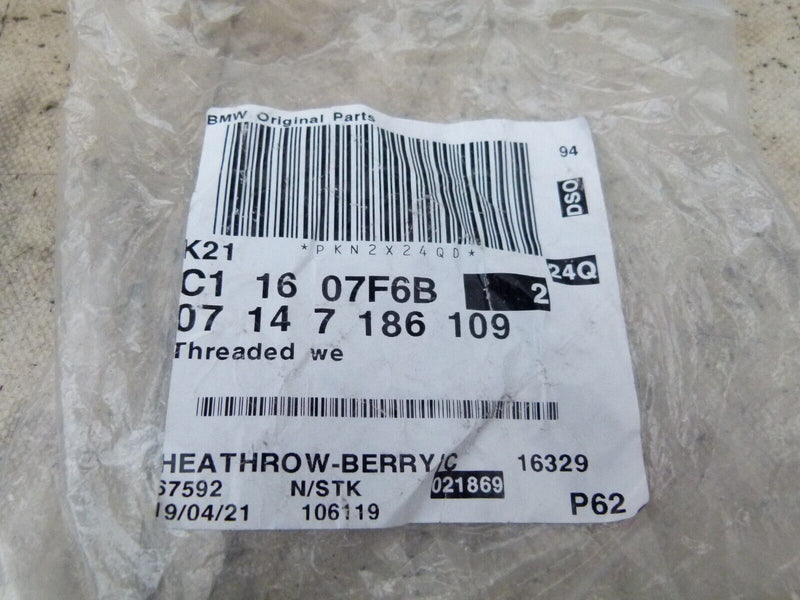 BMW Original Parts
94
DSO
K21 *PKN2X24QD*
24Q
C1 16 07F6B 2
07 14 7 186 109
Threaded we
HEATHROW-BERRY/C 16329
67592 N/STK 021869
19/04/21 106119 P62